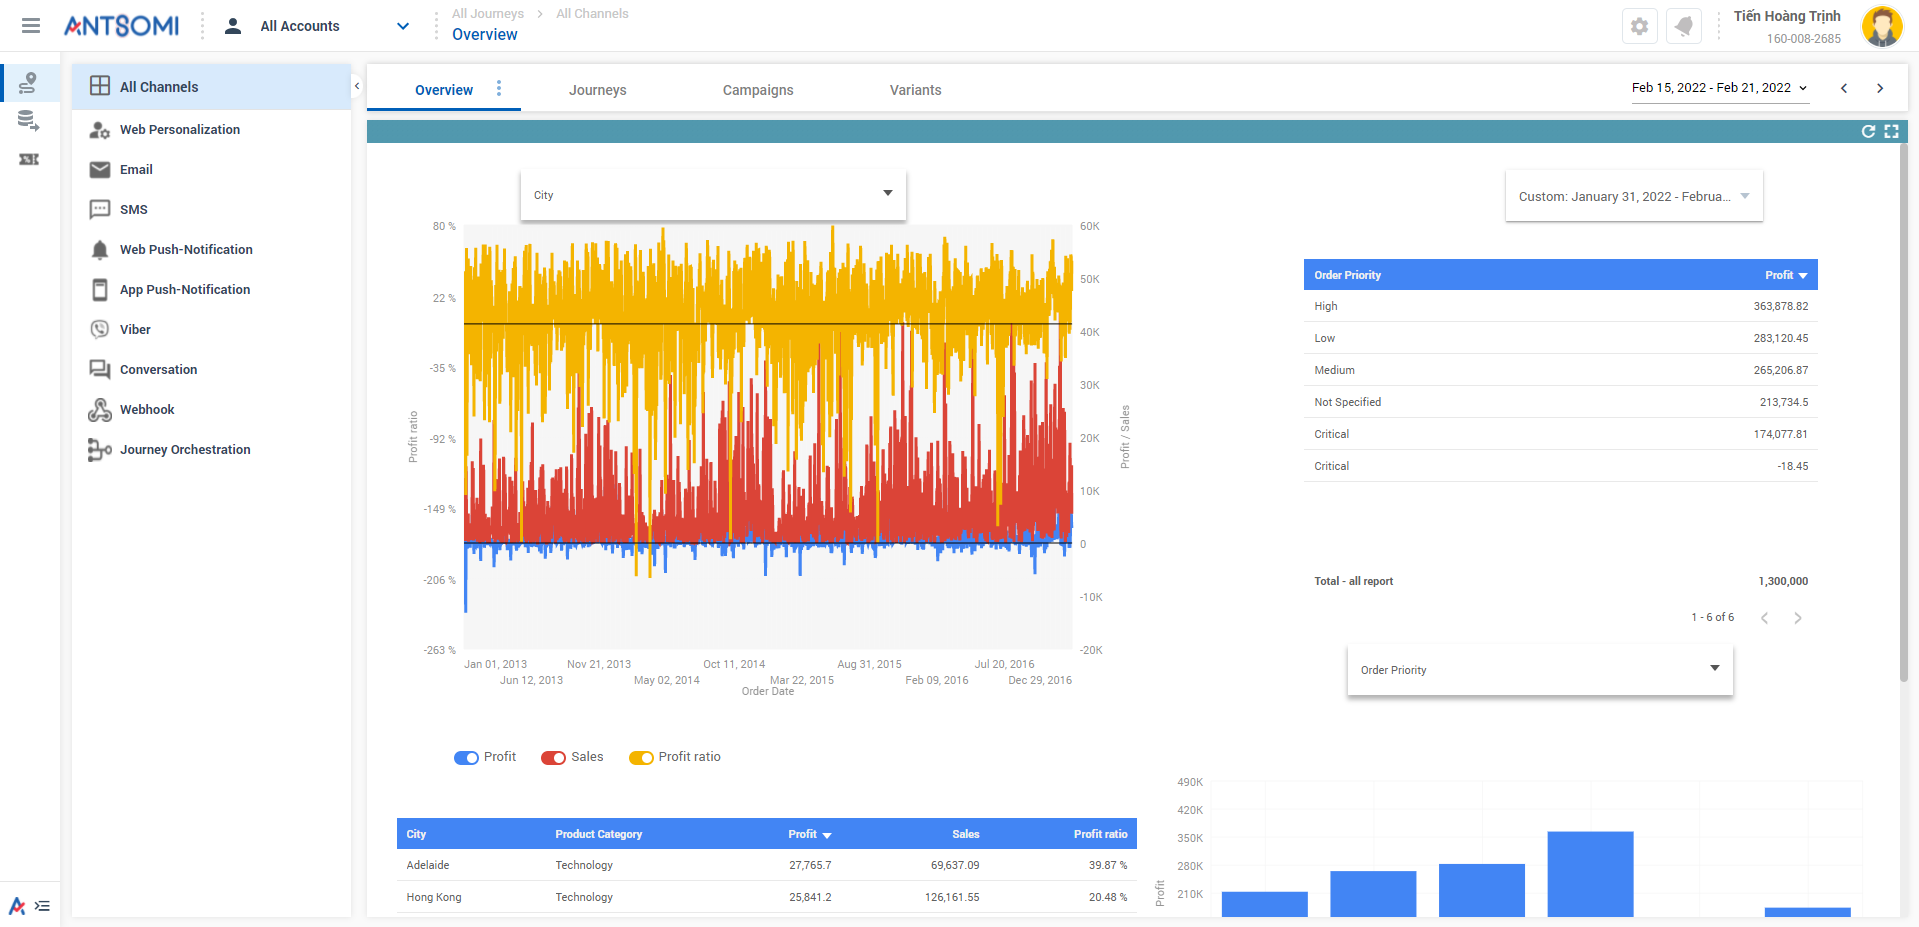 ANTSOMI
All Accounts
All Journeys > All Channels
Overview
Tiến Hoàng Trịnh
160-008-2685
All Channels
Web Personalization
Email
SMS
Web Push-Notification
App Push-Notification
Viber
Conversation
Webhook
Journey Orchestration
Overview
Journeys
Campaigns
Variants
Feb 15, 2022 - Feb 21, 2022
City
Custom: January 31, 2022 - Februa...
80 %
22 %
-35 %
-92 %
-149 %
-206 %
-263 %
Profit ratio
60K
50K
40K
30K
20K
10K
0
-10K
-20K
Profit / Sales
Jan 01, 2013
Nov 21, 2013
Oct 11, 2014
Aug 31, 2015
Jul 20, 2016
Jun 12, 2013
May 02, 2014
Mar 22, 2015
Feb 09, 2016
Dec 29, 2016
Order Date
Profit
Sales
Profit ratio
Order Priority Profit
High 363,878.82
Low 283,120.45
Medium 265,206.87
Not Specified 213,734.5
Critical 174,077.81
Critical -18.45
Total - all report 1,300,000
1 - 6 of 6
Order Priority
City Product Category Profit Sales Profit ratio
Adelaide Technology 27,765.7 69,637.09 39.87 %
Hong Kong Technology 25,841.2 126,161.55 20.48 %
490K
420K
350K
280K
210K
Profit